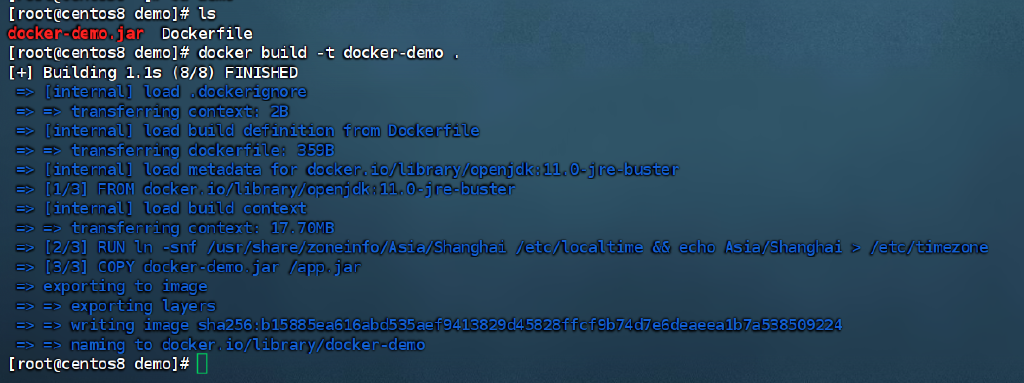 [root@centos8 demo]# ls
docker-demo.jar  Dockerfile
[root@centos8 demo]# docker build -t docker-demo .
[+] Building 1.1s (8/8) FINISHED
 => [internal] load .dockerignore
 => => transferring context: 2B
 => [internal] load build definition from Dockerfile
 => => transferring dockerfile: 359B
 => [internal] load metadata for docker.io/library/openjdk:11.0-jre-buster
 => [1/3] FROM docker.io/library/openjdk:11.0-jre-buster
 => [internal] load build context
 => => transferring context: 17.70MB
 => [2/3] RUN ln -snf /usr/share/zoneinfo/Asia/Shanghai /etc/localtime && echo Asia/Shanghai > /etc/timezone
 => [3/3] COPY docker-demo.jar /app.jar
 => exporting to image
 => => exporting layers
 => => writing image sha256:b15885ea616abd535aef9413829d45828ffcf9b74d7e6deaeea1b7a538509224
 => => naming to docker.io/library/docker-demo
[root@centos8 demo]#